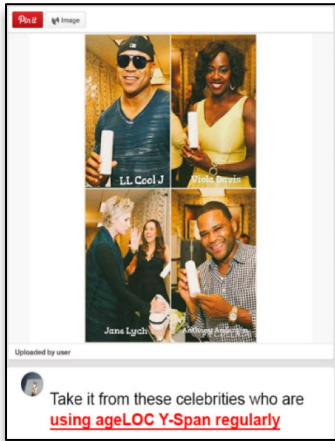 Pin it
Image
LL Cool J
Viola Davis
Jane Lych
Anthony Anderson
Uploaded by user
Take it from these celebrities who are
using ageLOC Y-Span regularly